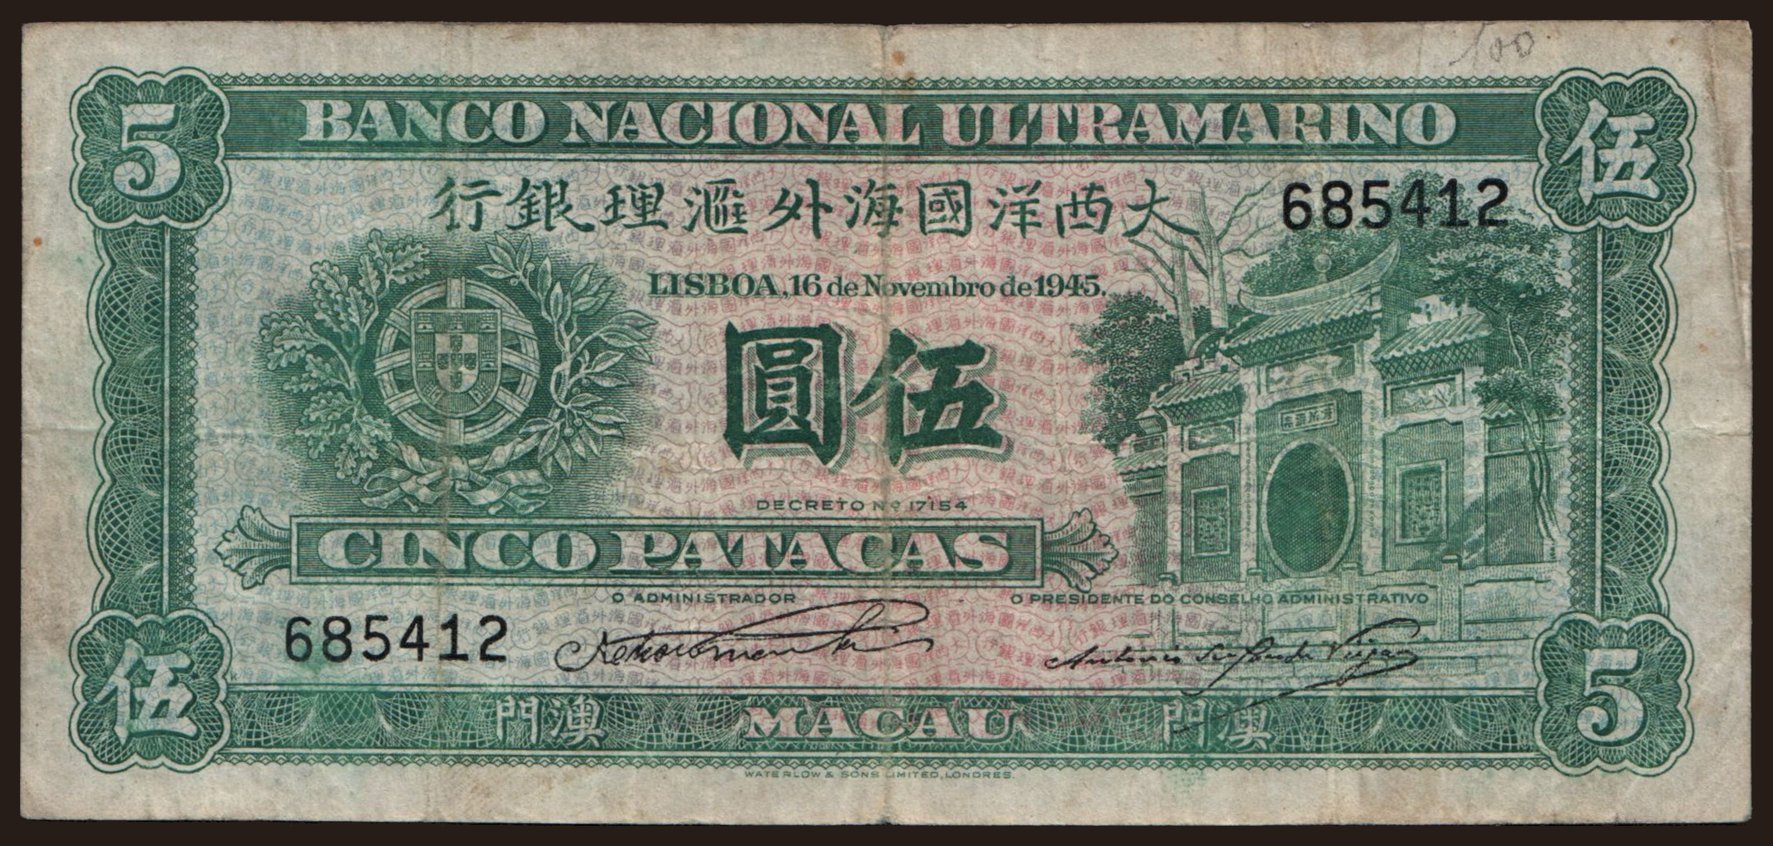 100
5
BANCO NACIONAL ULTRAMARINO
伍
行銀理滙外海國洋西大
685412
LISBOA, 16 de Novembro de 1945.
圓伍
DECRETO Nº 17154
CINCO PATACAS
O ADMINISTRADOR
O PRESIDENTE DO CONSELHO ADMINISTRATIVO
685412
伍
門澳
MACAU
門澳
5
WATERLOW & SONS LIMITED, LONDRES.